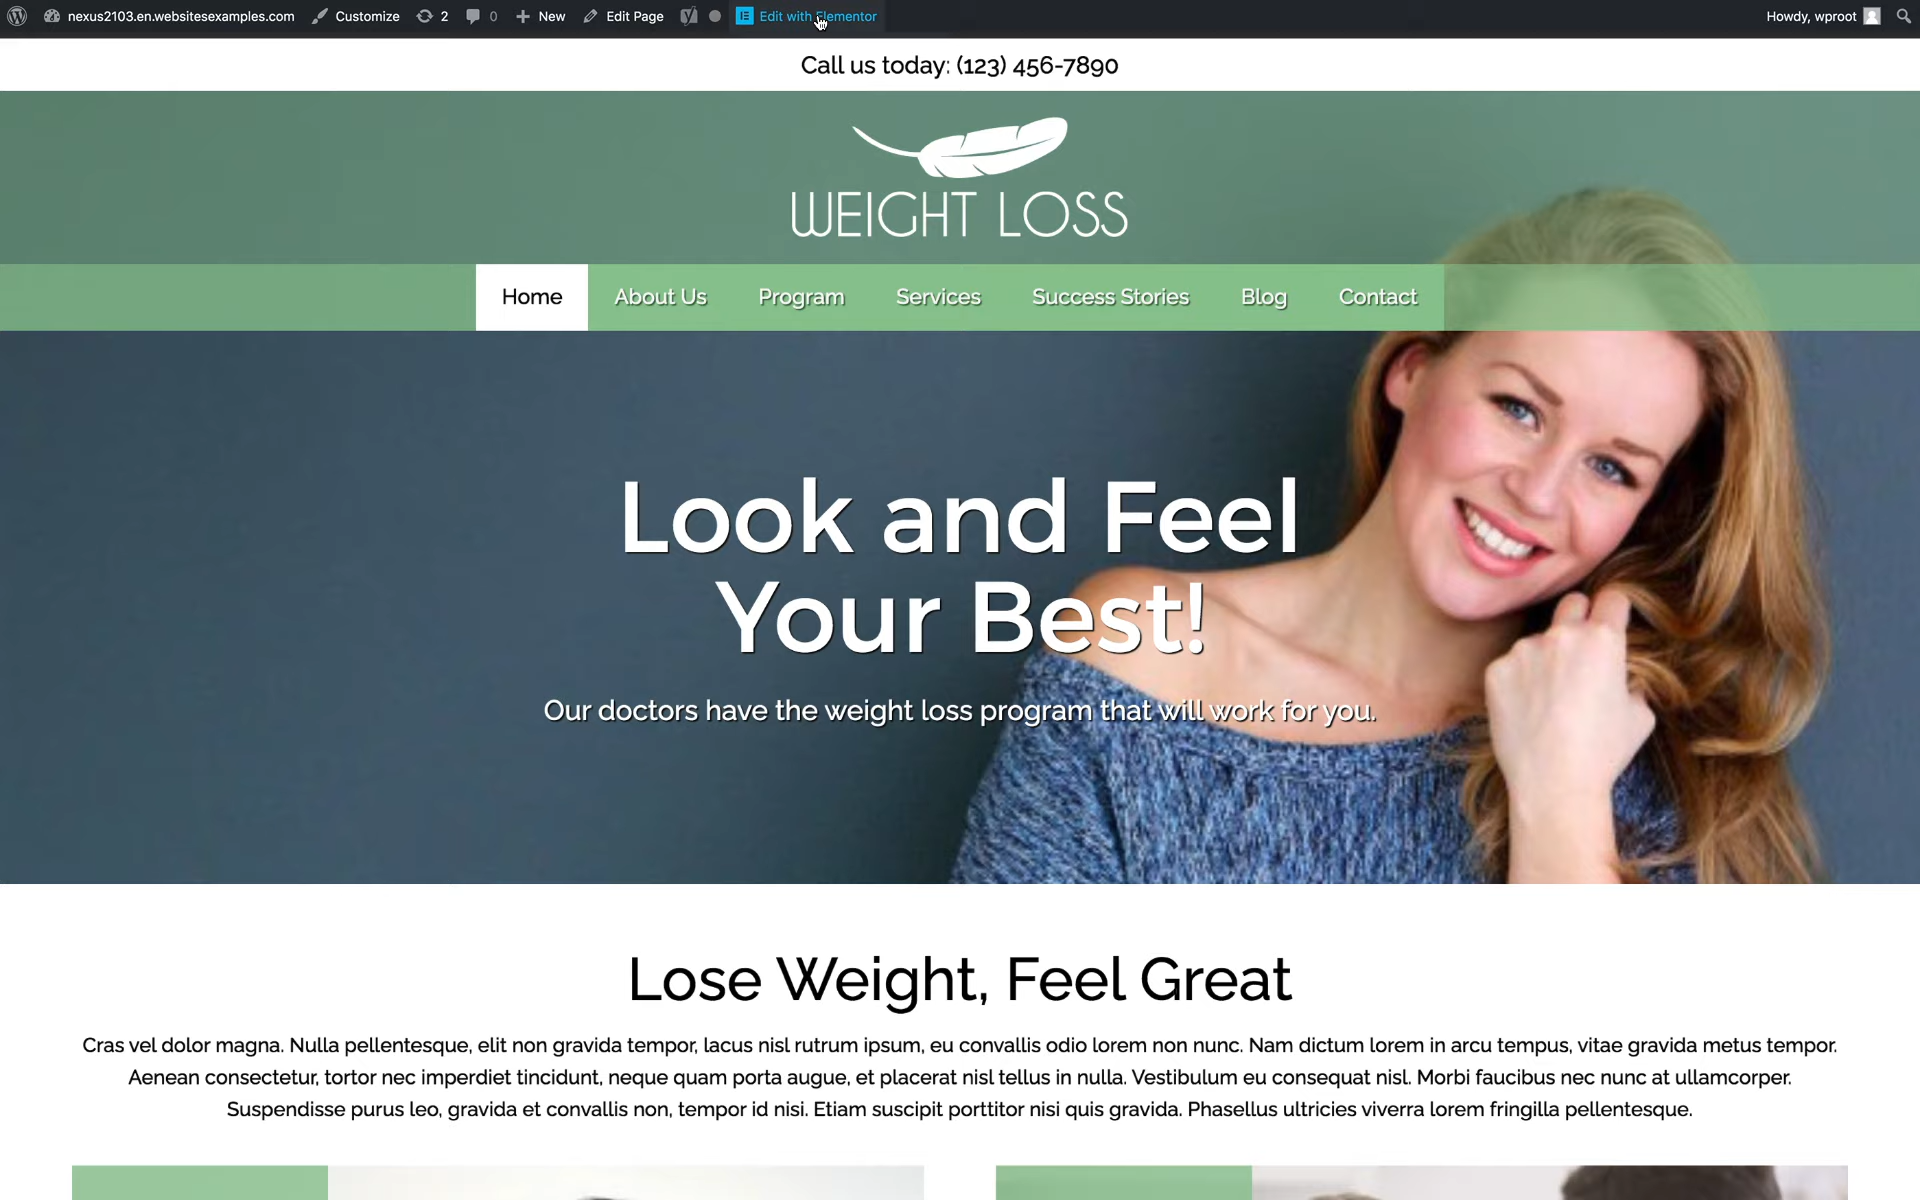 nexus2103.en.websitesexamples.com Customize 2 0 New Edit Page Edit with Elementor Howdy, wproot
Call us today: (123) 456-7890
WEIGHT LOSS
Home About Us Program Services Success Stories Blog Contact
Look and Feel
Your Best!
Our doctors have the weight loss program that will work for you.
Lose Weight, Feel Great
Cras vel dolor magna. Nulla pellentesque, elit non gravida tempor, lacus nisl rutrum ipsum, eu convallis odio lorem non nunc. Nam dictum lorem in arcu tempus, vitae gravida metus tempor.
Aenean consectetur, tortor nec imperdiet tincidunt, neque quam porta augue, et placerat nisl tellus in nulla. Vestibulum eu consequat nisl. Morbi faucibus nec nunc at ullamcorper.
Suspendisse purus leo, gravida et convallis non, tempor id nisi. Etiam suscipit porttitor nisi quis gravida. Phasellus ultricies viverra lorem fringilla pellentesque.